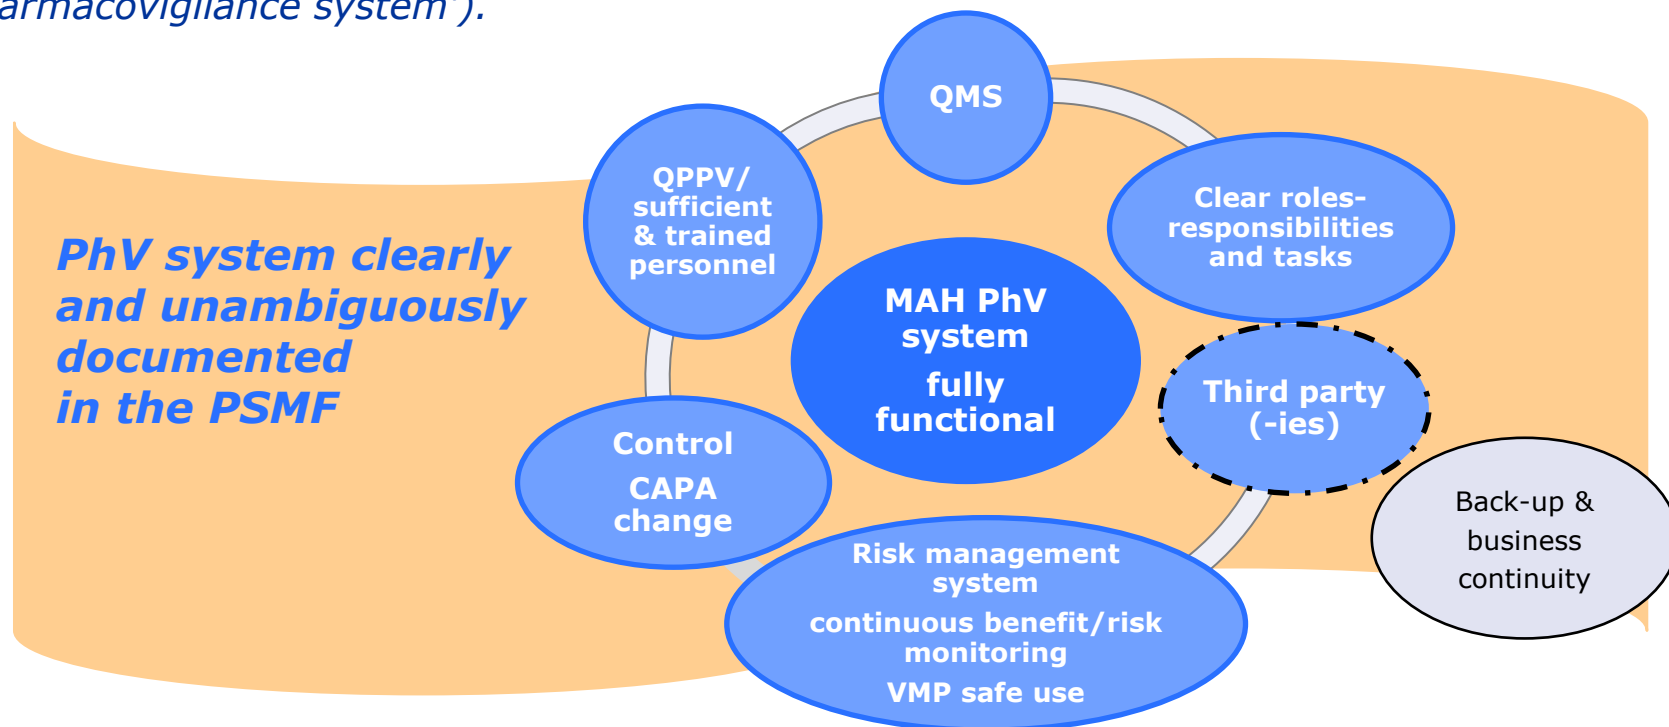 armacovigilance system’).
QMS
QPPV/
sufficient
& trained
personnel
Clear roles–
responsibilities
and tasks
PhV system clearly
and unambiguously
documented
in the PSMF
MAH PhV
system
fully
functional
Third party
(-ies)
Control
CAPA
change
Back-up &
business
continuity
Risk management
system
continuous benefit/risk
monitoring
VMP safe use